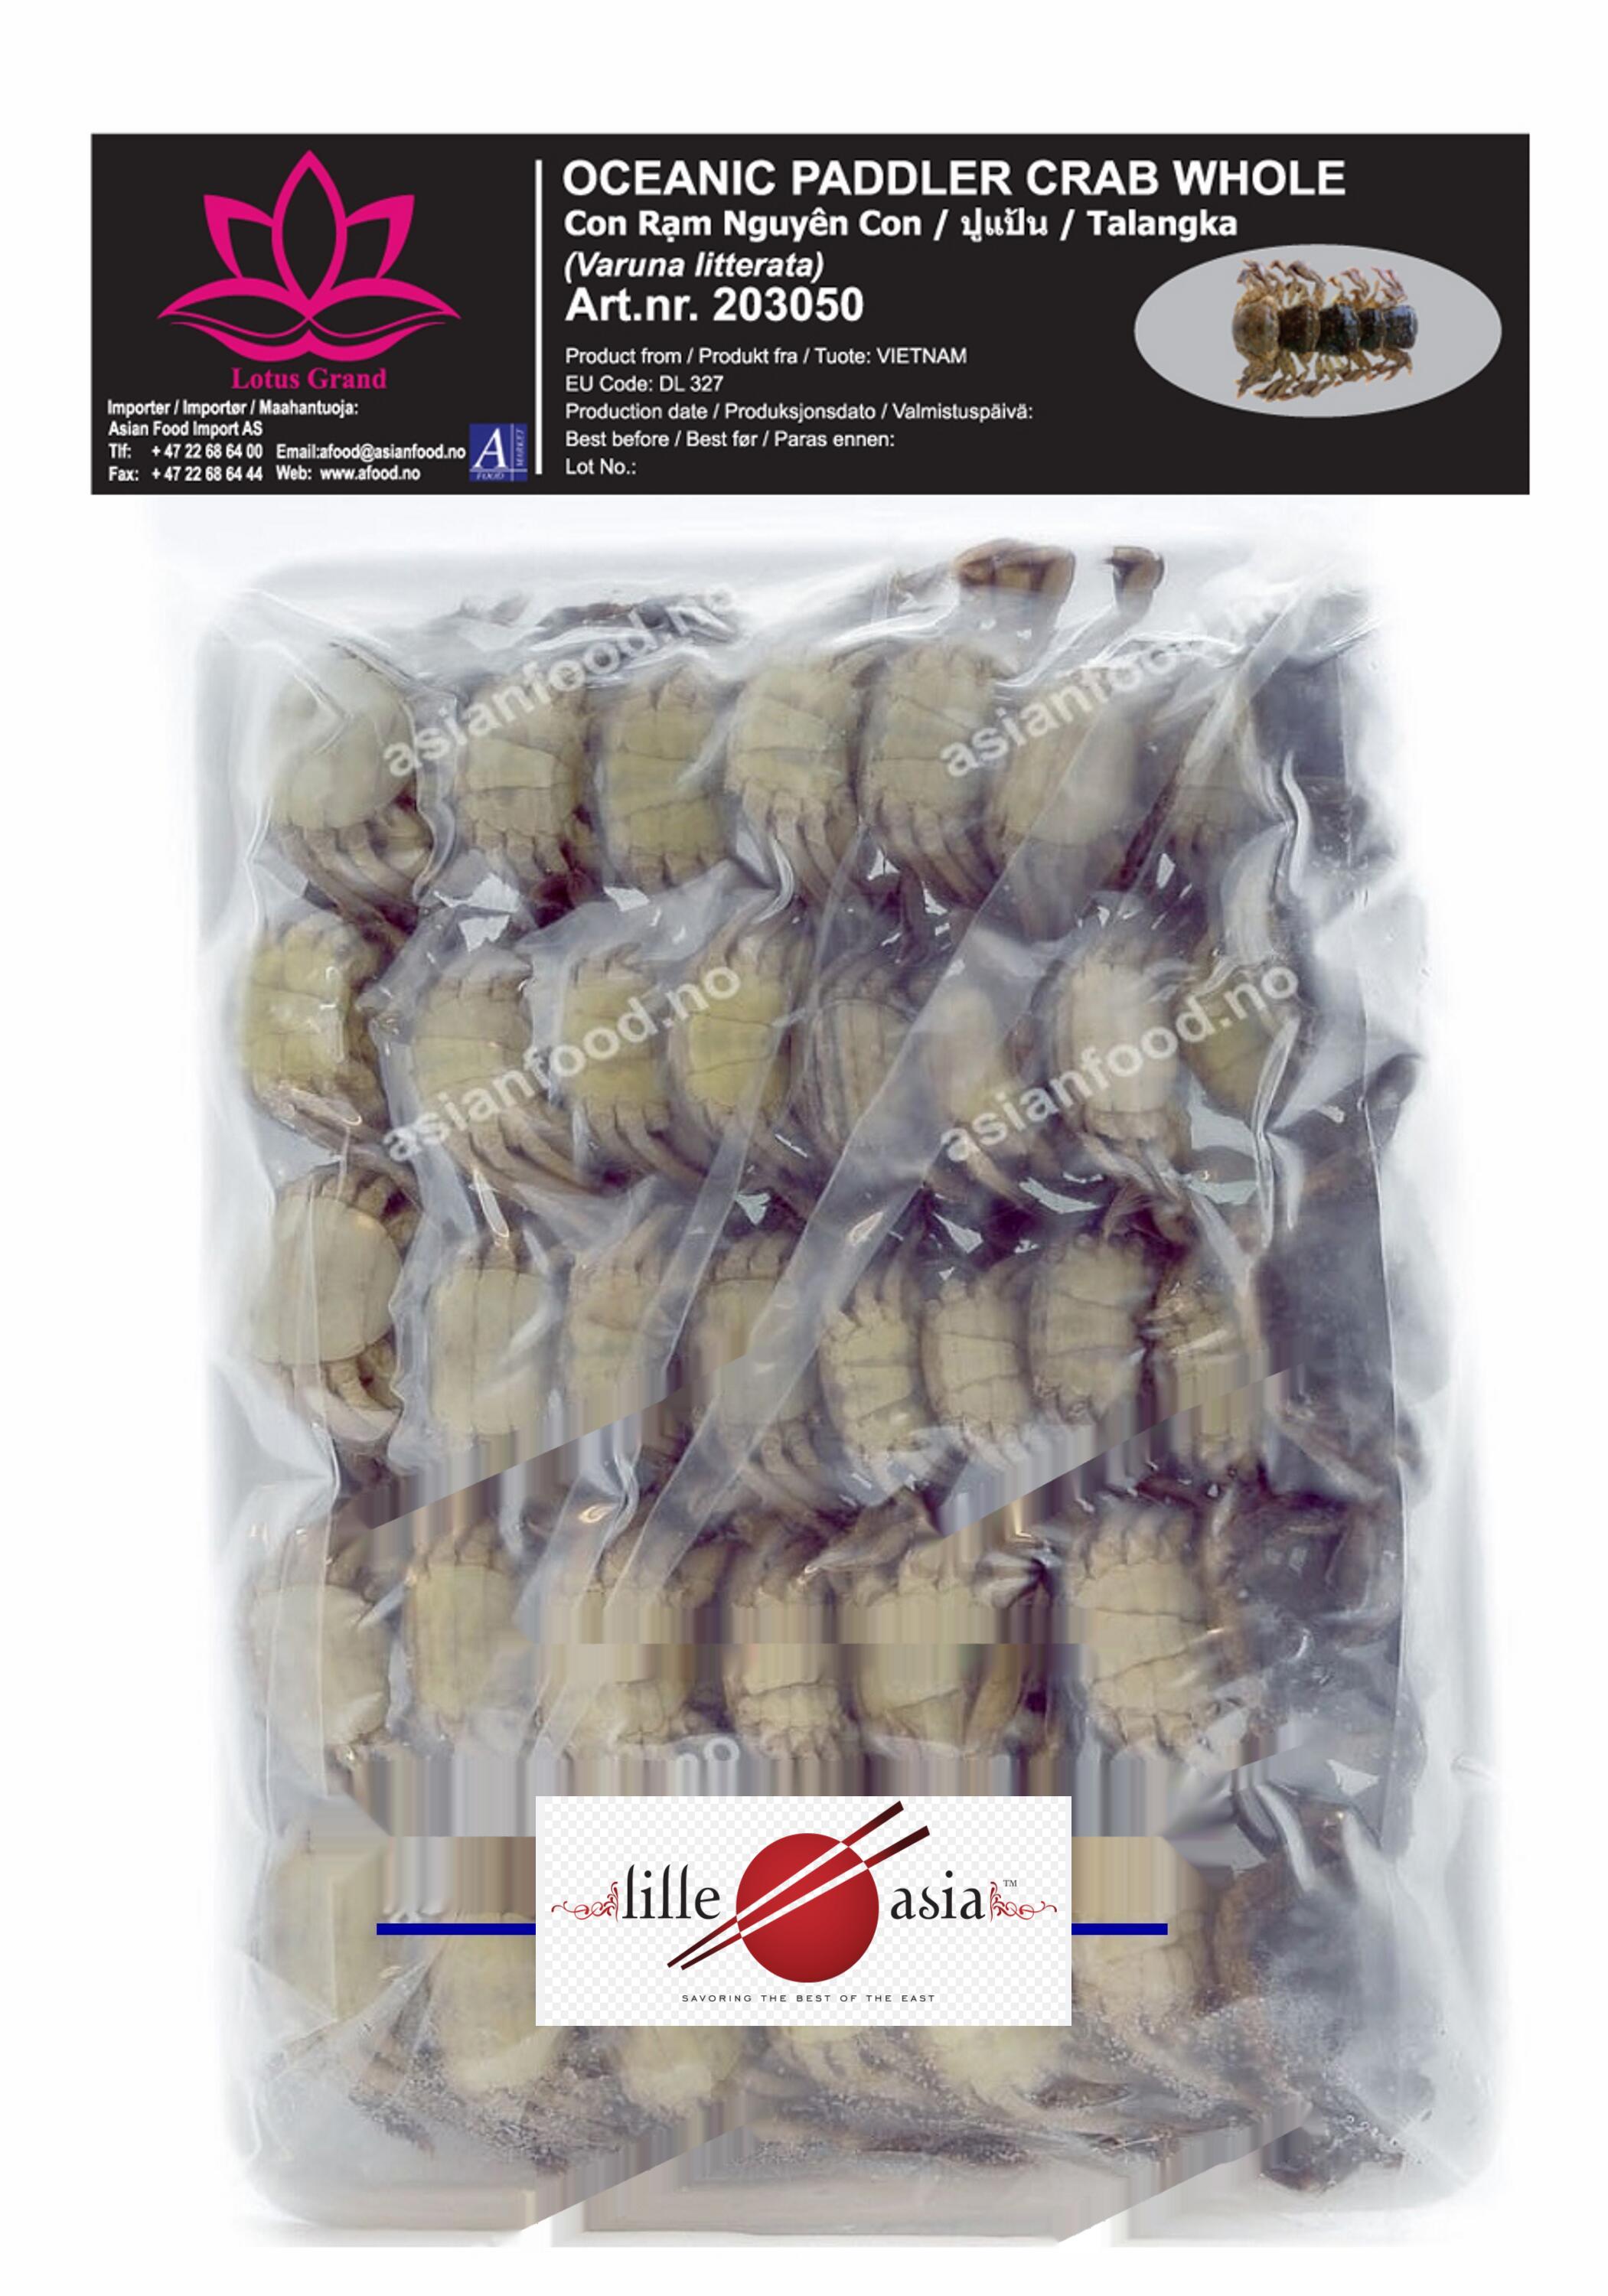 OCEANIC PADDLER CRAB WHOLE
Con Rạm Nguyên Con / ปูแป้น / Talangka
(Varuna litterata)
Art.nr. 203050
Product from / Produkt fra / Tuote: VIETNAM
EU Code: DL 327
Production date / Produksjonsdato / Valmistuspäivä:
Best before / Best før / Paras ennen:
Lot No.:
Lotus Grand
Importer / Importør / Maahantuoja:
Asian Food Import AS
Tlf: + 47 22 68 64 00 Email:afood@asianfood.no
Fax: + 47 22 68 64 44 Web: www.afood.no
A
FOOD
MARKET
asianfood.no
asianfood.no
asianfood.no
asianfood.no
no
lille asia ™
SAVORING THE BEST OF THE EAST